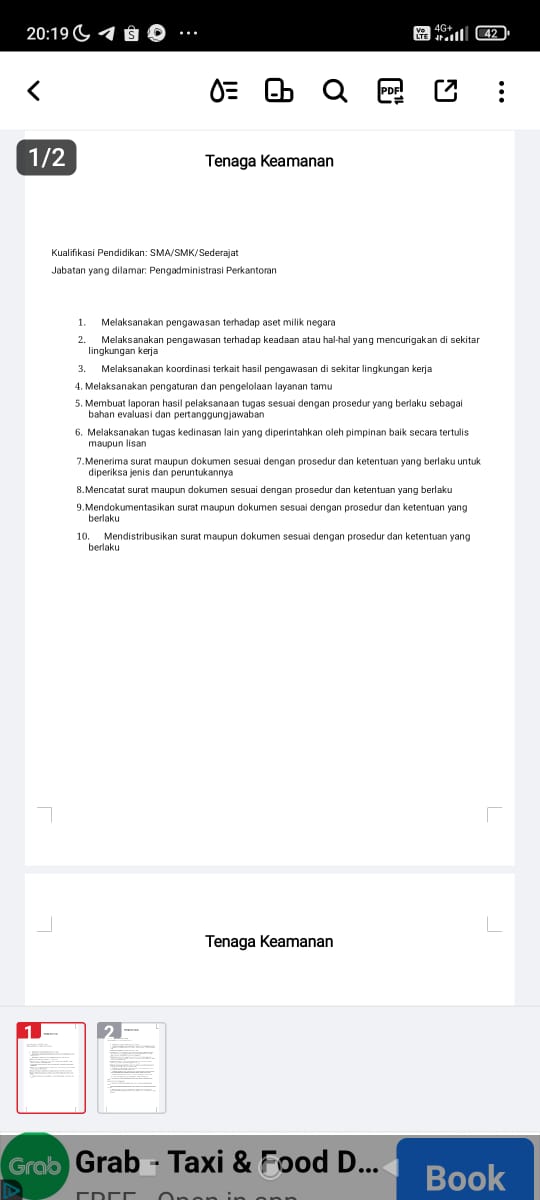 20:19
Vo
LTE
4G+
42
PDF
1/2
Tenaga Keamanan
Kualifikasi Pendidikan: SMA/SMK/Sederajat
Jabatan yang dilamar: Pengadministrasi Perkantoran
1. Melaksanakan pengawasan terhadap aset milik negara
2. Melaksanakan pengawasan terhadap keadaan atau hal-hal yang mencurigakan di sekitar
lingkungan kerja
3. Melaksanakan koordinasi terkait hasil pengawasan di sekitar lingkungan kerja
4. Melaksanakan pengaturan dan pengelolaan layanan tamu
5. Membuat laporan hasil pelaksanaan tugas sesuai dengan prosedur yang berlaku sebagai
bahan evaluasi dan pertanggungjawaban
6. Melaksanakan tugas kedinasan lain yang diperintahkan oleh pimpinan baik secara tertulis
maupun lisan
7.Menerima surat maupun dokumen sesuai dengan prosedur dan ketentuan yang berlaku untuk
diperiksa jenis dan peruntukannya
8.Mencatat surat maupun dokumen sesuai dengan prosedur dan ketentuan yang berlaku
9.Mendokumentasikan surat maupun dokumen sesuai dengan prosedur dan ketentuan yang
berlaku
10. Mendistribusikan surat maupun dokumen sesuai dengan prosedur dan ketentuan yang
berlaku
Tenaga Keamanan
1
2
Grab
Grab - Taxi & Food D...
Book